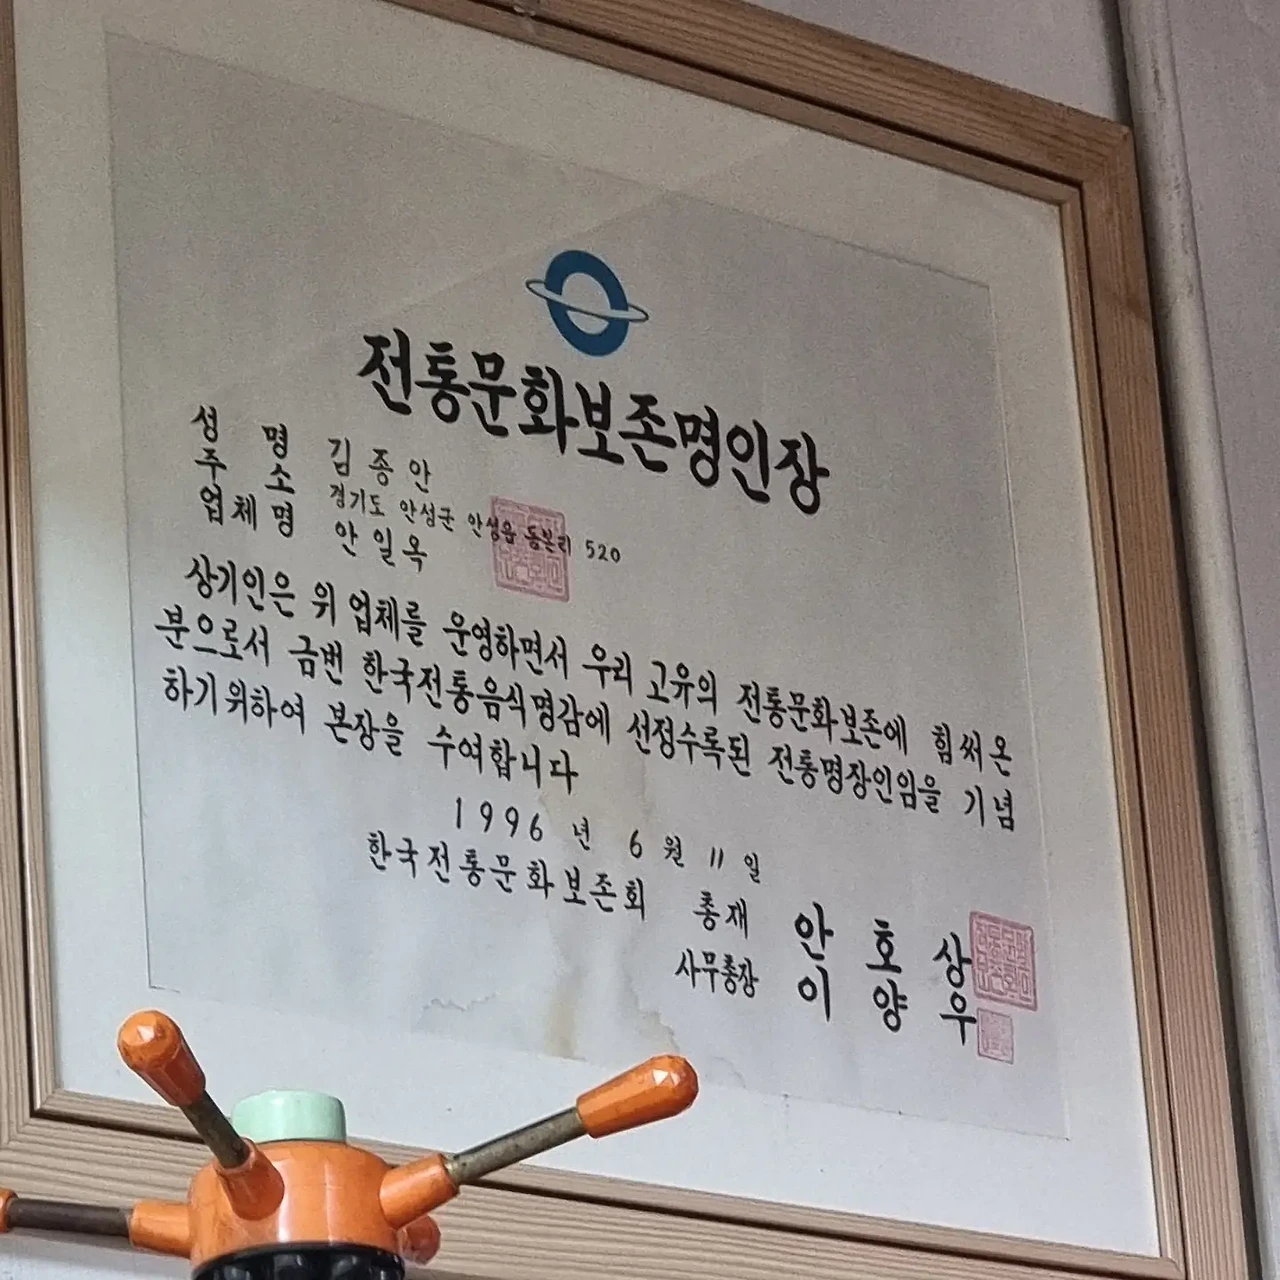 전통문화보존명인장
성 명 김종안
주 소 경기도 안성군 안성읍 동본리 520
업체명 안일옥
상기인은 위 업체를 운영하면서 우리 고유의 전통문화보존에 힘써온
분으로서 금번 한국전통음식명감에 선정수록된 전통명장인임을 기념
하기위하여 본장을 수여합니다
1996년 6월 11일
한국전통문화보존회 총재 안호상
사무총장 이양우